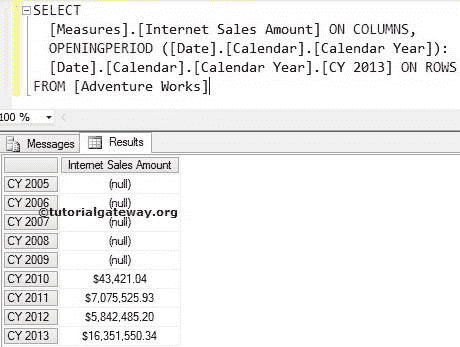 SELECT
[Measures].[Internet Sales Amount] ON COLUMNS,
OPENINGPERIOD ([Date].[Calendar].[Calendar Year]):
[Date].[Calendar].[Calendar Year].[CY 2013] ON ROWS
FROM [Adventure Works]
100 %
Messages Results
Internet Sales Amount
CY 2005 (null)
CY 2006 (null)
©tutorialgateway.org
CY 2007 (null)
CY 2008 (null)
CY 2009 (null)
CY 2010 $43,421.04
CY 2011 $7,075,525.93
CY 2012 $5,842,485.20
CY 2013 $16,351,550.34